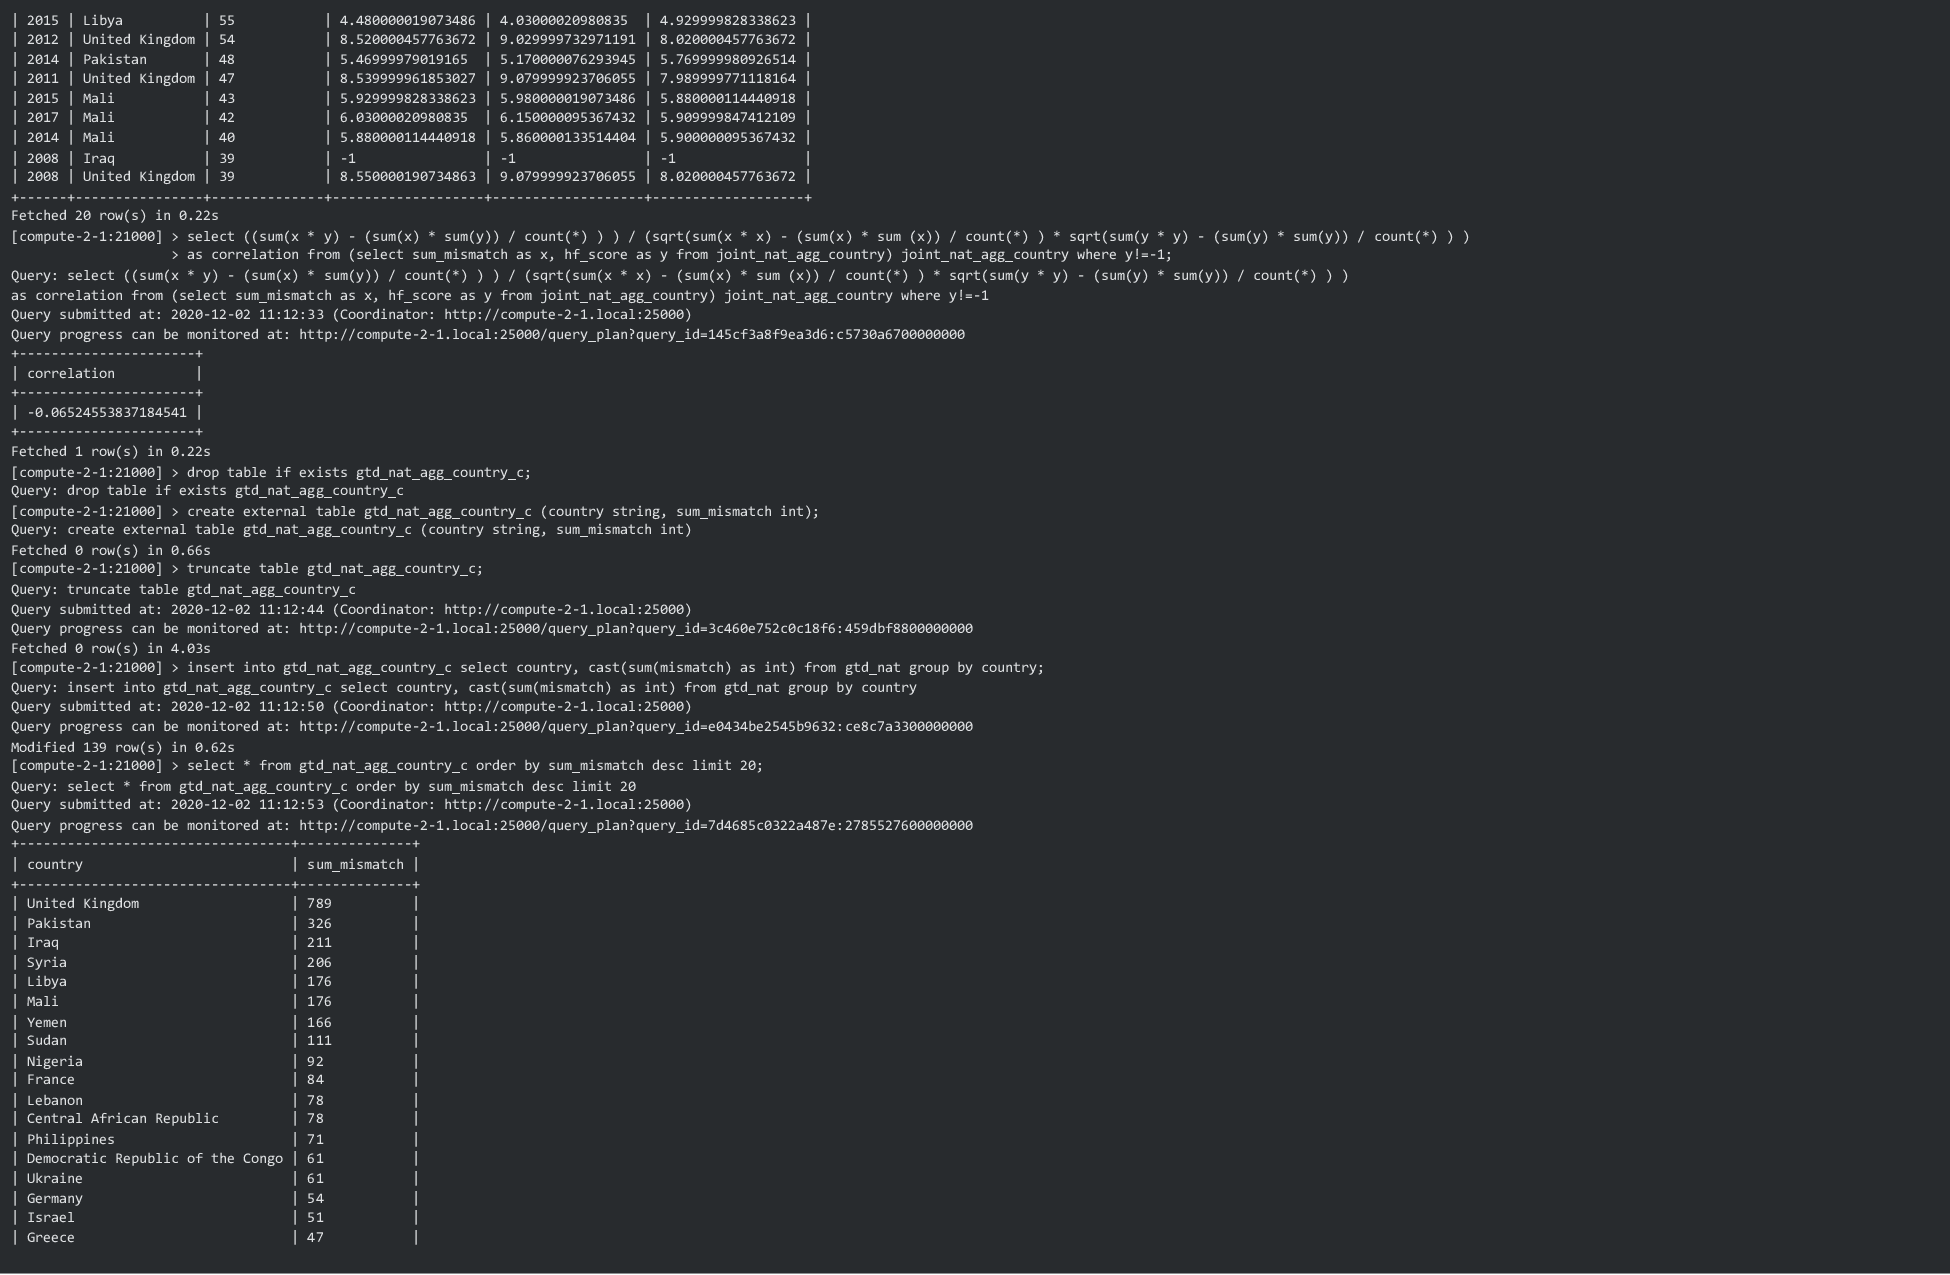 | 2015 | Libya          | 55           | 4.480000019073486 | 4.03000020980835  | 4.929999828338623 |
| 2012 | United Kingdom | 54           | 8.520000457763672 | 9.029999732971191 | 8.020000457763672 |
| 2014 | Pakistan       | 48           | 5.46999979019165  | 5.170000076293945 | 5.769999980926514 |
| 2011 | United Kingdom | 47           | 8.539999961853027 | 9.079999923706055 | 7.989999771118164 |
| 2015 | Mali           | 43           | 5.929999828338623 | 5.980000019073486 | 5.880000114440918 |
| 2017 | Mali           | 42           | 6.03000020980835  | 6.150000095367432 | 5.909999847412109 |
| 2014 | Mali           | 40           | 5.880000114440918 | 5.860000133514404 | 5.900000095367432 |
| 2008 | Iraq           | 39           | -1                | -1                | -1                |
| 2008 | United Kingdom | 39           | 8.550000190734863 | 9.079999923706055 | 8.020000457763672 |
+------+----------------+--------------+-------------------+-------------------+-------------------+
Fetched 20 row(s) in 0.22s
[compute-2-1:21000] > select ((sum(x * y) - (sum(x) * sum(y)) / count(*) ) ) / (sqrt(sum(x * x) - (sum(x) * sum (x)) / count(*) ) * sqrt(sum(y * y) - (sum(y) * sum(y)) / count(*) ) )
                    > as correlation from (select sum_mismatch as x, hf_score as y from joint_nat_agg_country) joint_nat_agg_country where y!=-1;
Query: select ((sum(x * y) - (sum(x) * sum(y)) / count(*) ) ) / (sqrt(sum(x * x) - (sum(x) * sum (x)) / count(*) ) * sqrt(sum(y * y) - (sum(y) * sum(y)) / count(*) ) )
as correlation from (select sum_mismatch as x, hf_score as y from joint_nat_agg_country) joint_nat_agg_country where y!=-1
Query submitted at: 2020-12-02 11:12:33 (Coordinator: http://compute-2-1.local:25000)
Query progress can be monitored at: http://compute-2-1.local:25000/query_plan?query_id=145cf3a8f9ea3d6:c5730a6700000000
+----------------------+
| correlation          |
+----------------------+
| -0.06524553837184541 |
+----------------------+
Fetched 1 row(s) in 0.22s
[compute-2-1:21000] > drop table if exists gtd_nat_agg_country_c;
Query: drop table if exists gtd_nat_agg_country_c
[compute-2-1:21000] > create external table gtd_nat_agg_country_c (country string, sum_mismatch int);
Query: create external table gtd_nat_agg_country_c (country string, sum_mismatch int)
Fetched 0 row(s) in 0.66s
[compute-2-1:21000] > truncate table gtd_nat_agg_country_c;
Query: truncate table gtd_nat_agg_country_c
Query submitted at: 2020-12-02 11:12:44 (Coordinator: http://compute-2-1.local:25000)
Query progress can be monitored at: http://compute-2-1.local:25000/query_plan?query_id=3c460e752c0c18f6:459dbf8800000000
Fetched 0 row(s) in 4.03s
[compute-2-1:21000] > insert into gtd_nat_agg_country_c select country, cast(sum(mismatch) as int) from gtd_nat group by country;
Query: insert into gtd_nat_agg_country_c select country, cast(sum(mismatch) as int) from gtd_nat group by country
Query submitted at: 2020-12-02 11:12:50 (Coordinator: http://compute-2-1.local:25000)
Query progress can be monitored at: http://compute-2-1.local:25000/query_plan?query_id=e0434be2545b9632:ce8c7a3300000000
Modified 139 row(s) in 0.62s
[compute-2-1:21000] > select * from gtd_nat_agg_country_c order by sum_mismatch desc limit 20;
Query: select * from gtd_nat_agg_country_c order by sum_mismatch desc limit 20
Query submitted at: 2020-12-02 11:12:53 (Coordinator: http://compute-2-1.local:25000)
Query progress can be monitored at: http://compute-2-1.local:25000/query_plan?query_id=7d4685c0322a487e:2785527600000000
+----------------------------------+--------------+
| country                          | sum_mismatch |
+----------------------------------+--------------+
| United Kingdom                   | 789          |
| Pakistan                         | 326          |
| Iraq                             | 211          |
| Syria                            | 206          |
| Libya                            | 176          |
| Mali                             | 176          |
| Yemen                            | 166          |
| Sudan                            | 111          |
| Nigeria                          | 92           |
| France                           | 84           |
| Lebanon                          | 78           |
| Central African Republic         | 78           |
| Philippines                      | 71           |
| Democratic Republic of the Congo | 61           |
| Ukraine                          | 61           |
| Germany                          | 54           |
| Israel                           | 51           |
| Greece                           | 47           |